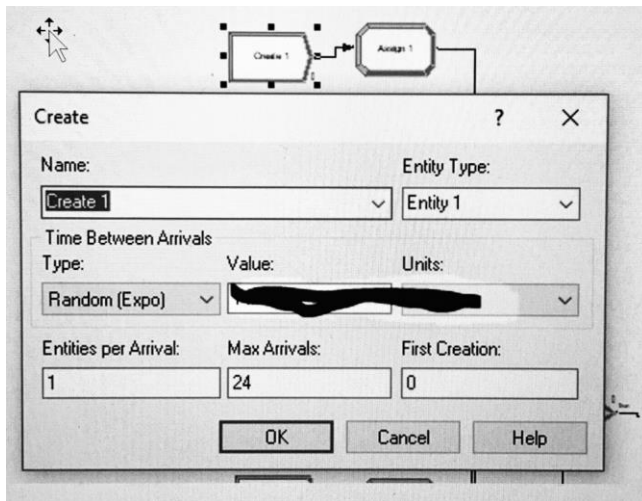 Create 1
Assign 1
Create
?
Name:
Entity Type:
Create 1
Entity 1
Time Between Arrivals
Type:
Value:
Units:
Random (Expo)
Entities per Arrival:
Max Arrivals:
First Creation:
1
24
0
OK
Cancel
Help